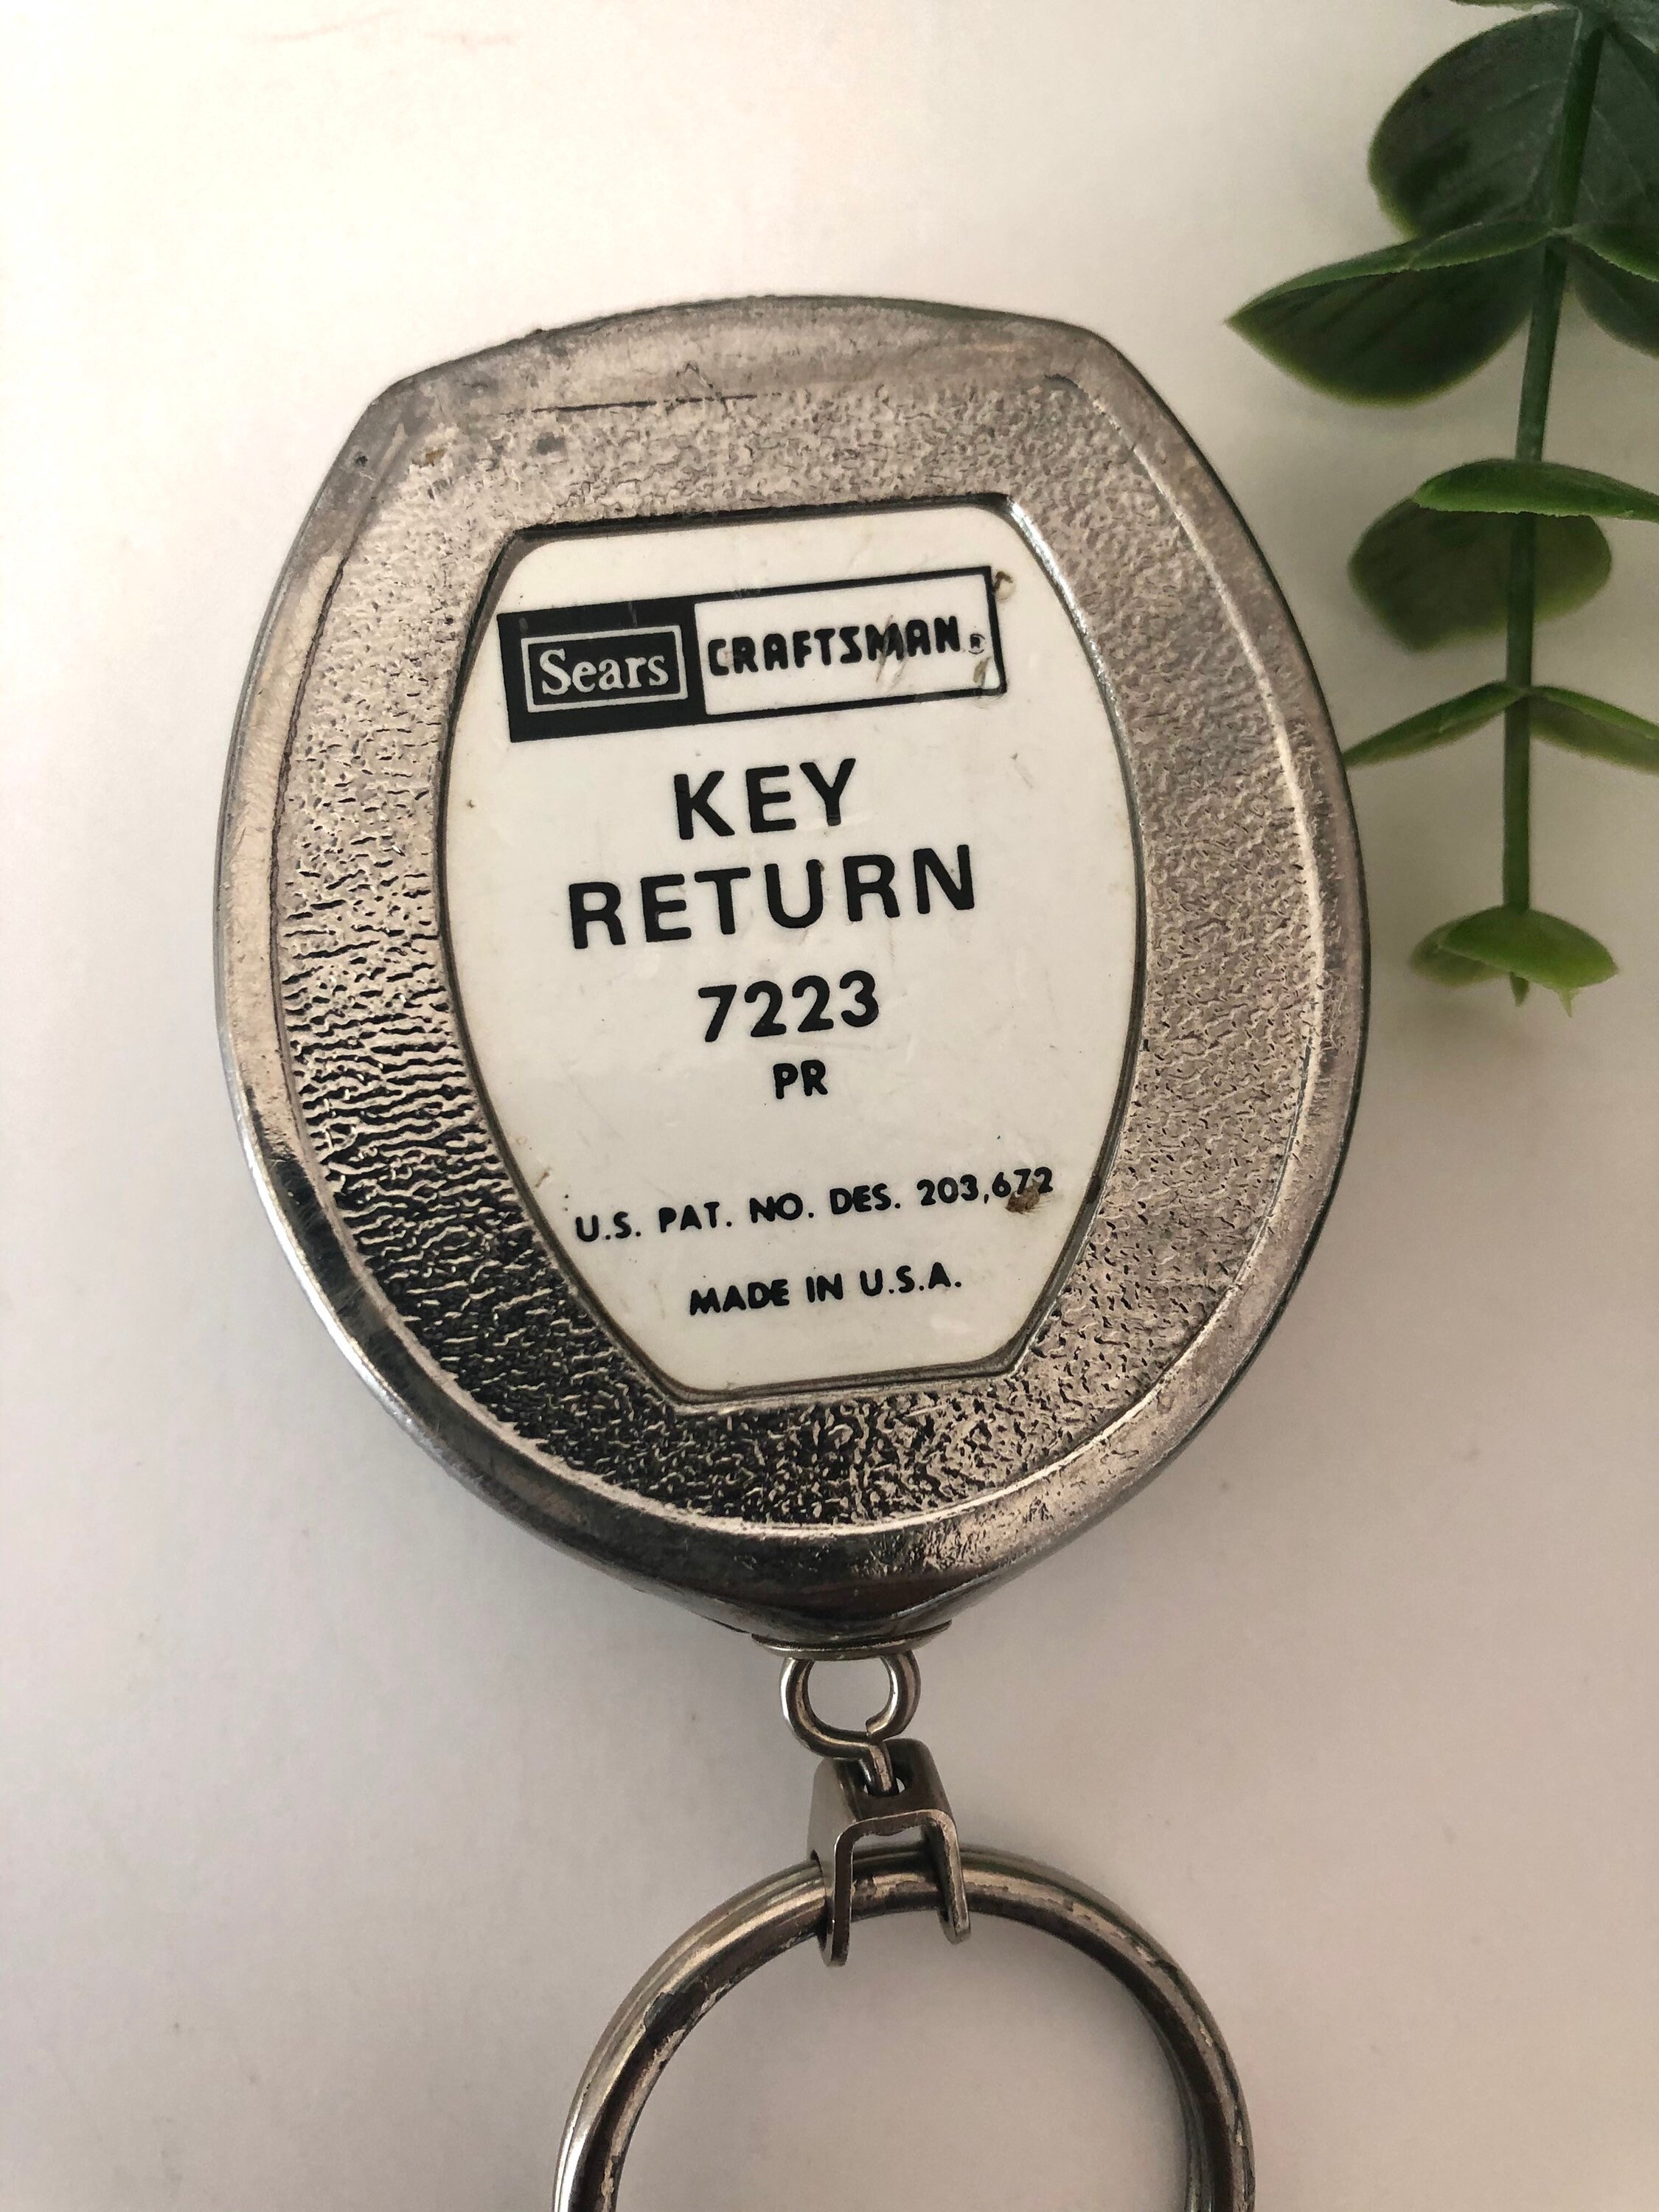 Sears CRAFTSMAN®
KEY
RETURN
7223
PR
U.S. PAT. NO. DES. 203,672
MADE IN U.S.A.